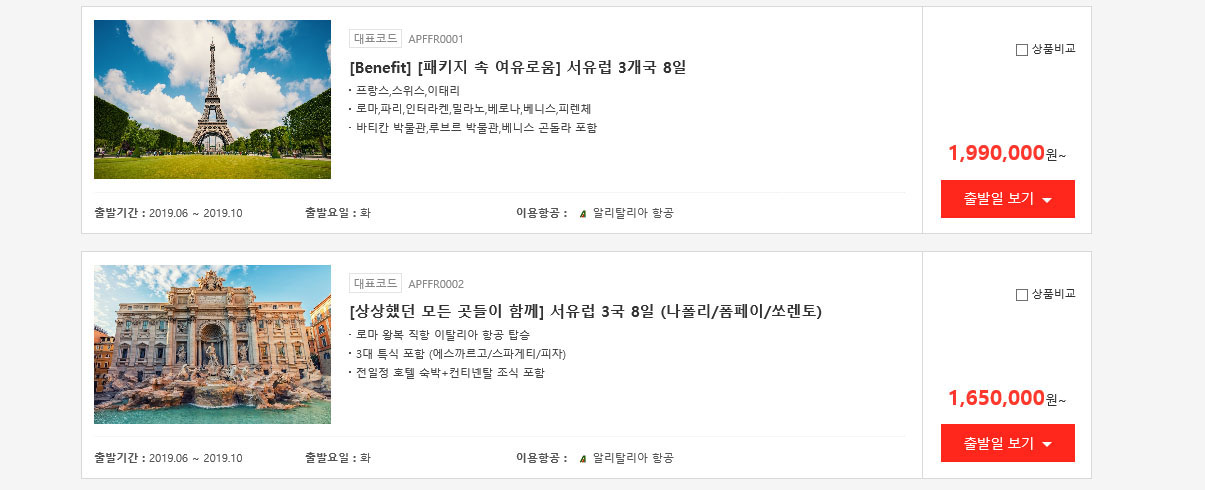 대표코드 APFFR0001
상품비교
[Benefit] [패키지 속 여유로움] 서유럽 3개국 8일
· 프랑스,스위스,이태리
· 로마,파리,인터라켄,밀라노,베로나,베니스,피렌체
· 바티칸 박물관,루브르 박물관,베니스 곤돌라 포함
1,990,000원~
출발일 보기
출발기간 : 2019.06 ~ 2019.10 출발요일 : 화 이용항공 : 알리탈리아 항공
대표코드 APFFR0002
상품비교
[상상했던 모든 곳들이 함께] 서유럽 3국 8일 (나폴리/폼페이/쏘렌토)
· 로마 왕복 직항 이탈리아 항공 탑승
· 3대 특식 포함 (에스까르고/스파게티/피자)
· 전일정 호텔 숙박+컨티넨탈 조식 포함
1,650,000원~
출발일 보기
출발기간 : 2019.06 ~ 2019.10 출발요일 : 화 이용항공 : 알리탈리아 항공